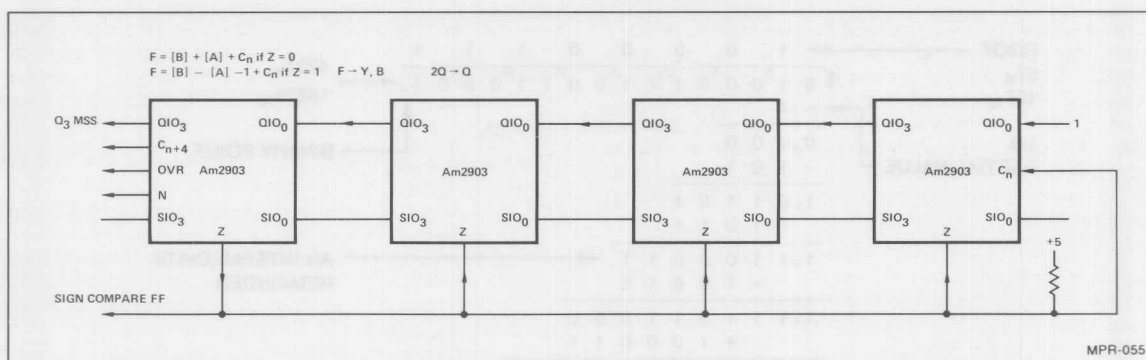 F = [B] + [A] + Cn if Z = 0
F = [B] – [A] –1 + Cn if Z = 1 F → Y, B 2Q → Q
Q3 MSS QIO3 QIO0 QIO3 QIO0 QIO3 QIO0 QIO3 QIO0 1
Cn+4 Cn
OVR Am2903 Am2903 Am2903 Am2903
N
SIO3 SIO0 SIO3 SIO0 SIO3 SIO0 SIO3 SIO0
Z Z Z Z +5
SIGN COMPARE FF
MPR-055